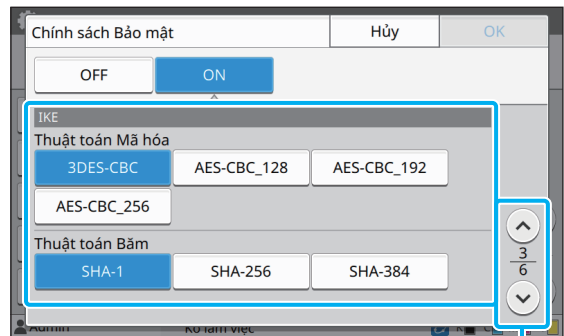 Chính sách Bảo mật Hủy OK
OFF ON
IKE
Thuật toán Mã hóa
3DES-CBC AES-CBC_128 AES-CBC_192
AES-CBC_256
3
6
Thuật toán Băm
SHA-1 SHA-256 SHA-384
Admin